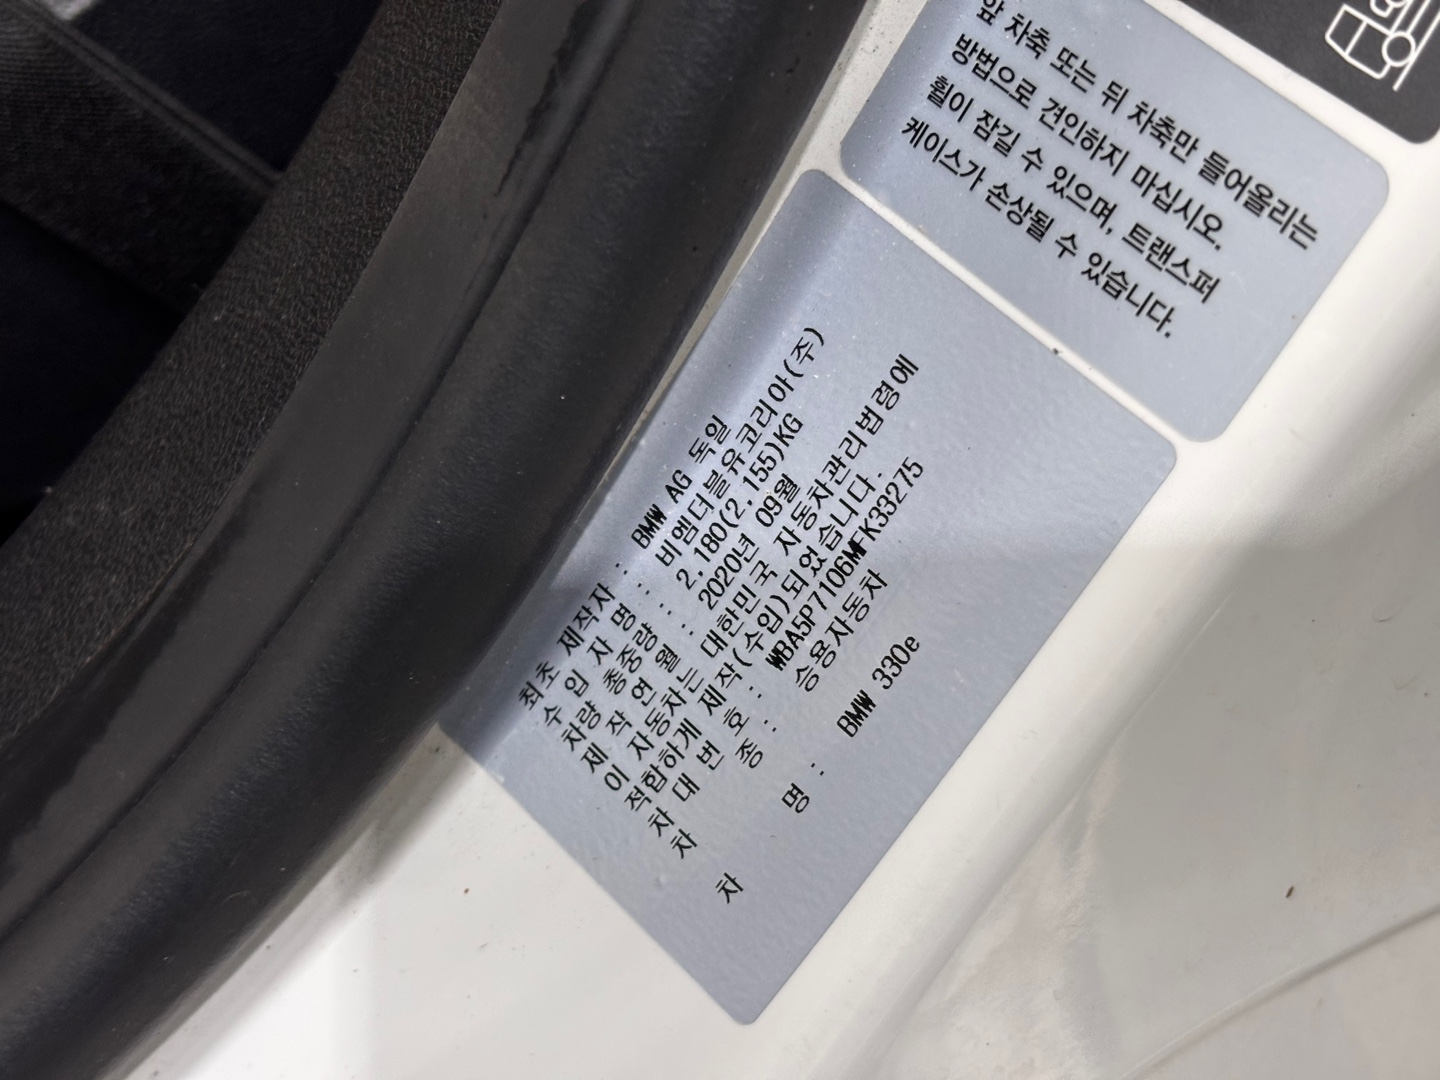 앞 차축 또는 뒤 차축만 들어올리는
방법으로 견인하지 마십시오.
휠이 잠길 수 있으며, 트랜스퍼
케이스가 손상될 수 있습니다.
최초 제작자 : BMW AG 독일
수 입 자 명 : 비엠더블유코리아(주)
차량 총중량 : 2,180(2,155)KG
제 작 연 월 : 2020년 09월
이 자동차는 대한민국 자동차관리법령에
적합하게 제작(수입)되었습니다.
차 대 번 호 : WBA5P7106MFK33275
차 종 : 승용자동차
차 명 : BMW 330e